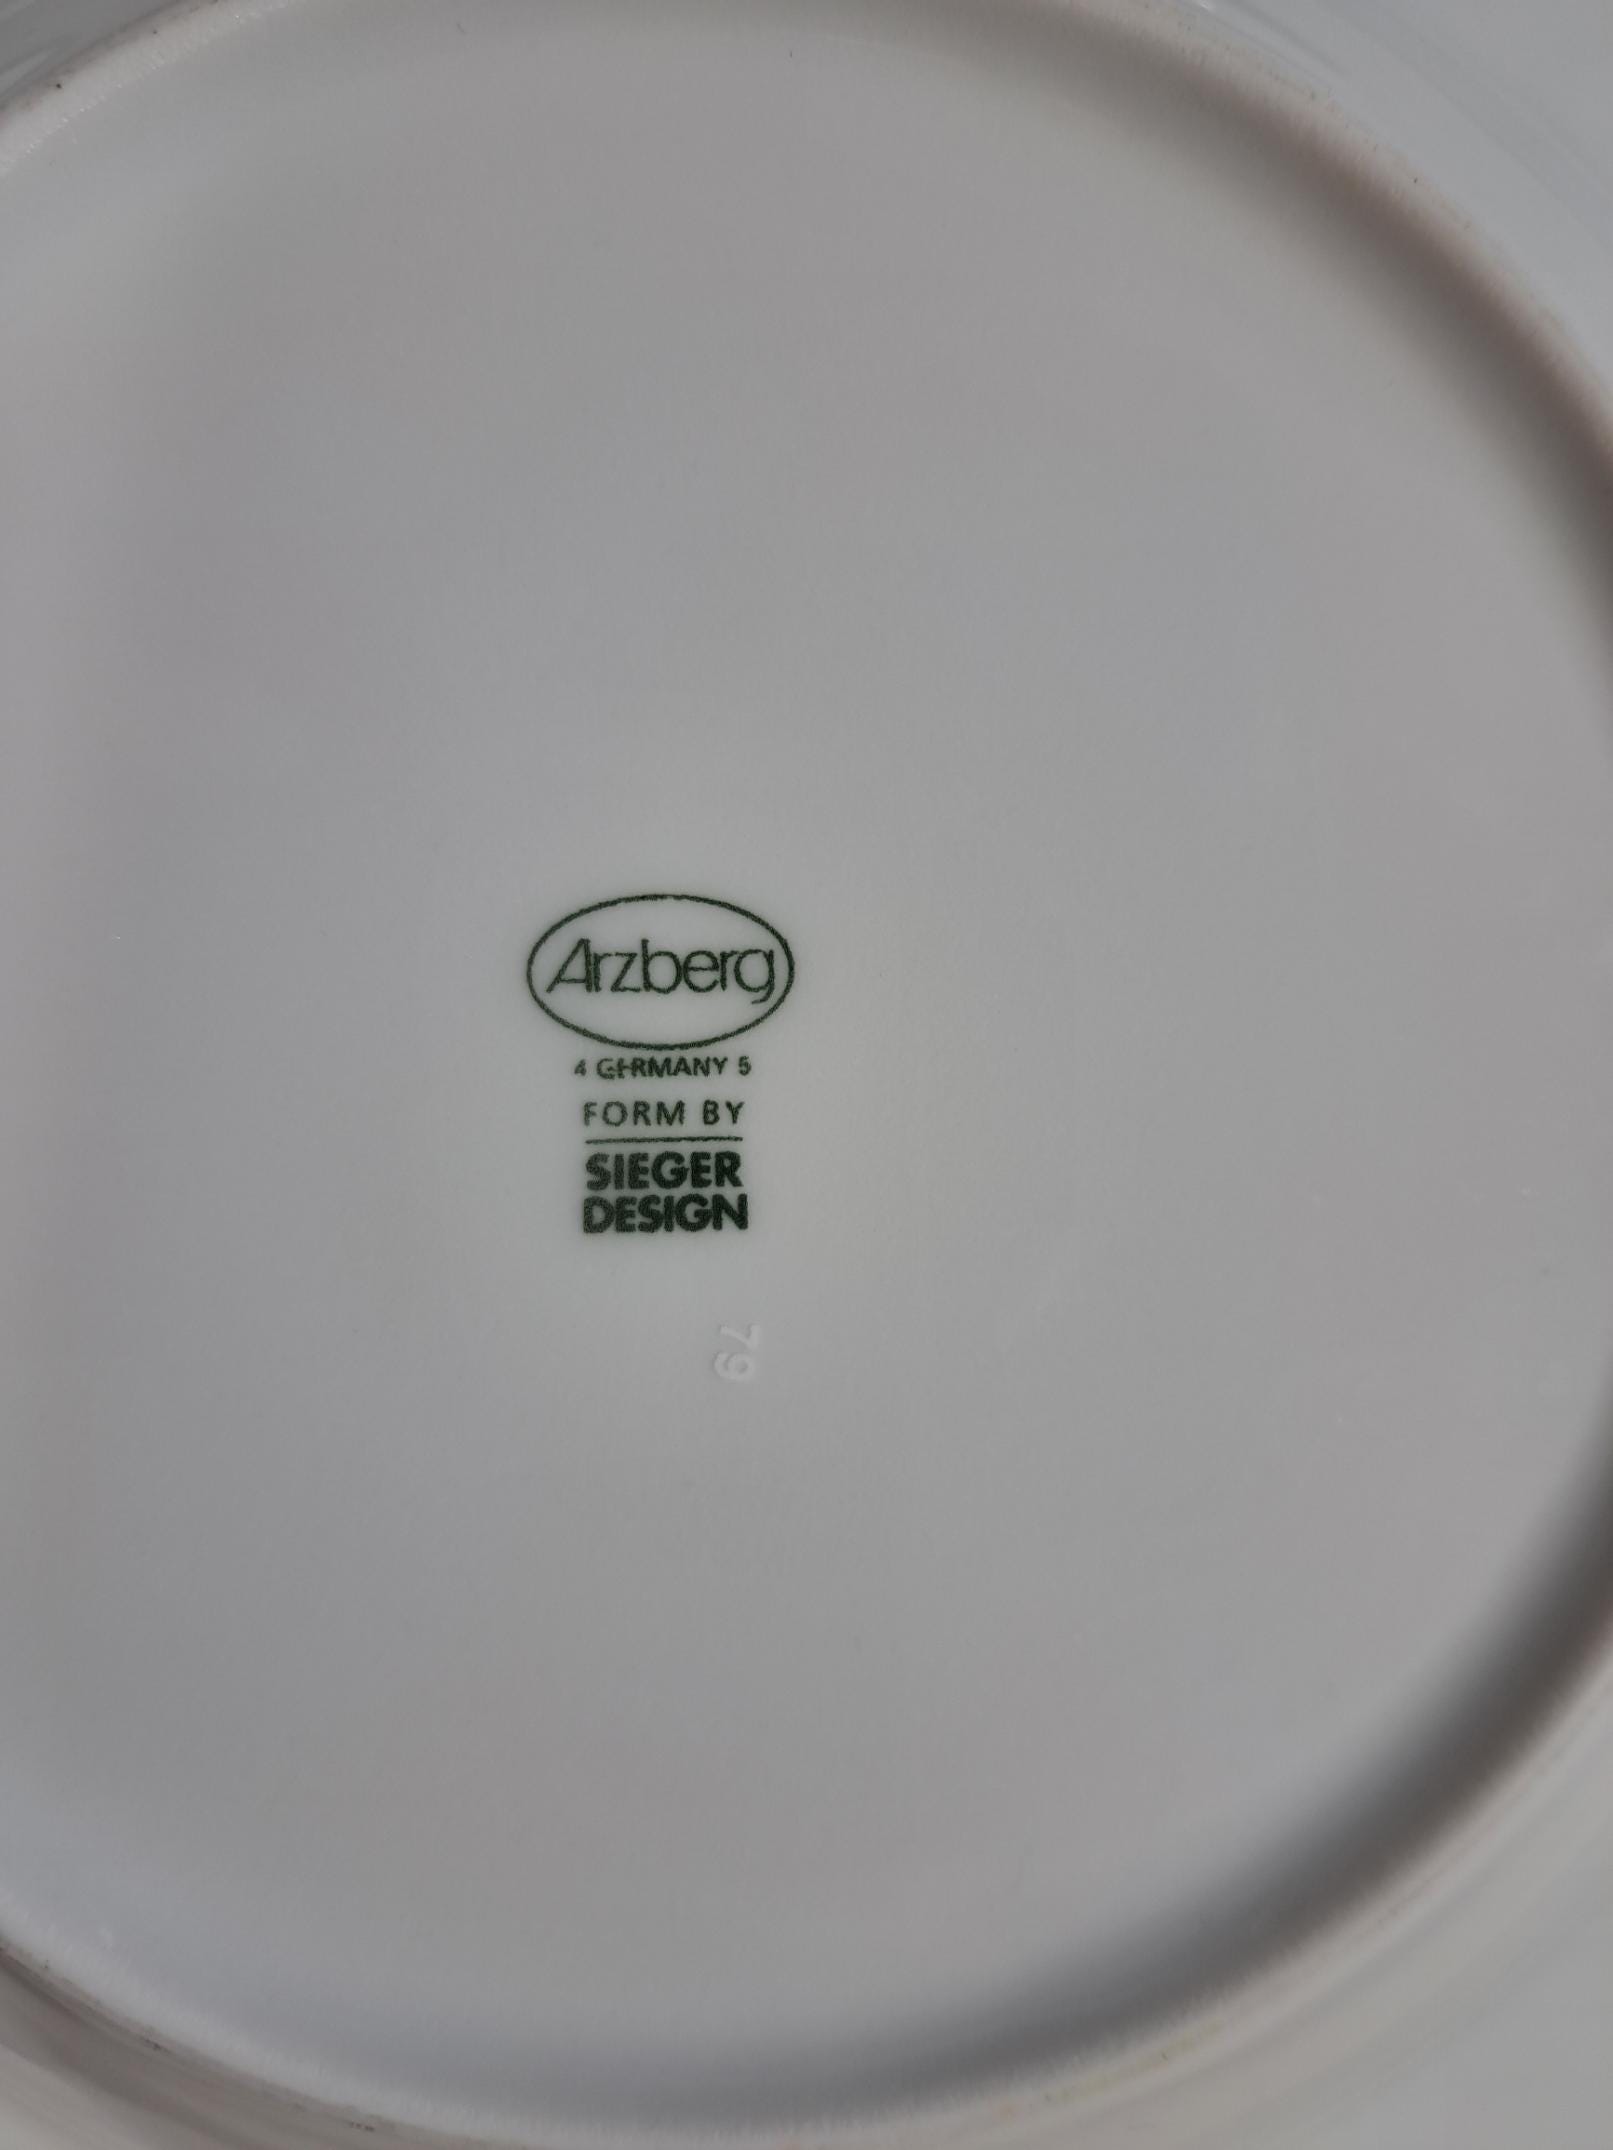 Arzberg
4 GERMANY 5
FORM BY
SIEGER
DESIGN
79